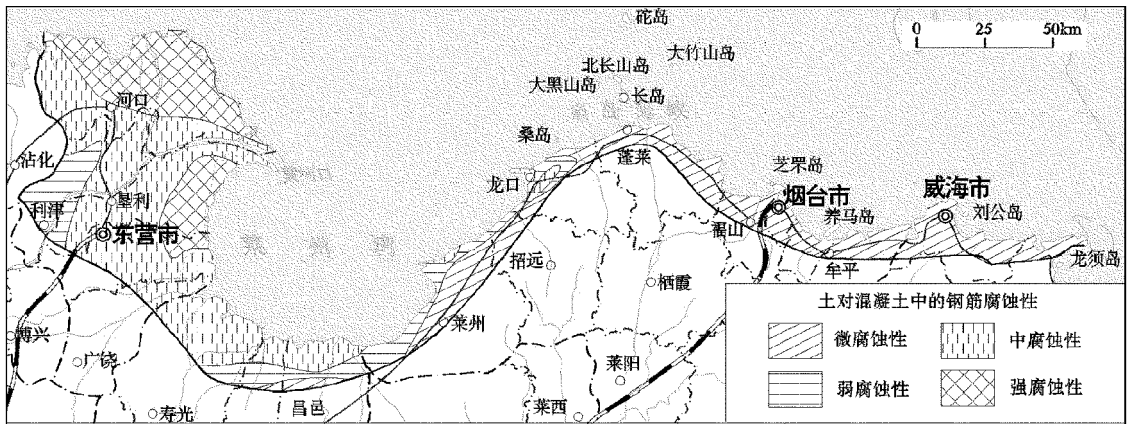 砣岛
0 25 50km
大竹山岛
北长山岛
大黑山岛
长岛
桑岛
河口
蓬莱
沾化
芝罘岛
龙口
烟台市
威海市
垦利
利津
养马岛
刘公岛
东营市
福山
莱州湾
招远
牟平
龙须岛
栖霞
莱州
博兴
广饶
莱阳
寿光
昌邑
莱西
土对混凝土中的钢筋腐蚀性
微腐蚀性
中腐蚀性
弱腐蚀性
强腐蚀性